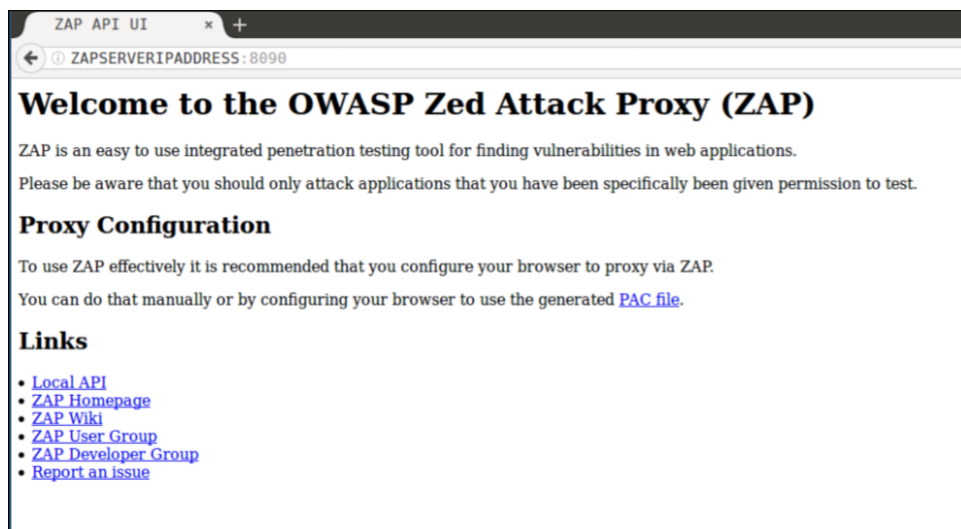 ZAP API UI × +
ZAPSERVERIPADDRESS:8090
Welcome to the OWASP Zed Attack Proxy (ZAP)
ZAP is an easy to use integrated penetration testing tool for finding vulnerabilities in web applications.
Please be aware that you should only attack applications that you have been specifically been given permission to test.
Proxy Configuration
To use ZAP effectively it is recommended that you configure your browser to proxy via ZAP.
You can do that manually or by configuring your browser to use the generated PAC file.
Links
• Local API
• ZAP Homepage
• ZAP Wiki
• ZAP User Group
• ZAP Developer Group
• Report an issue